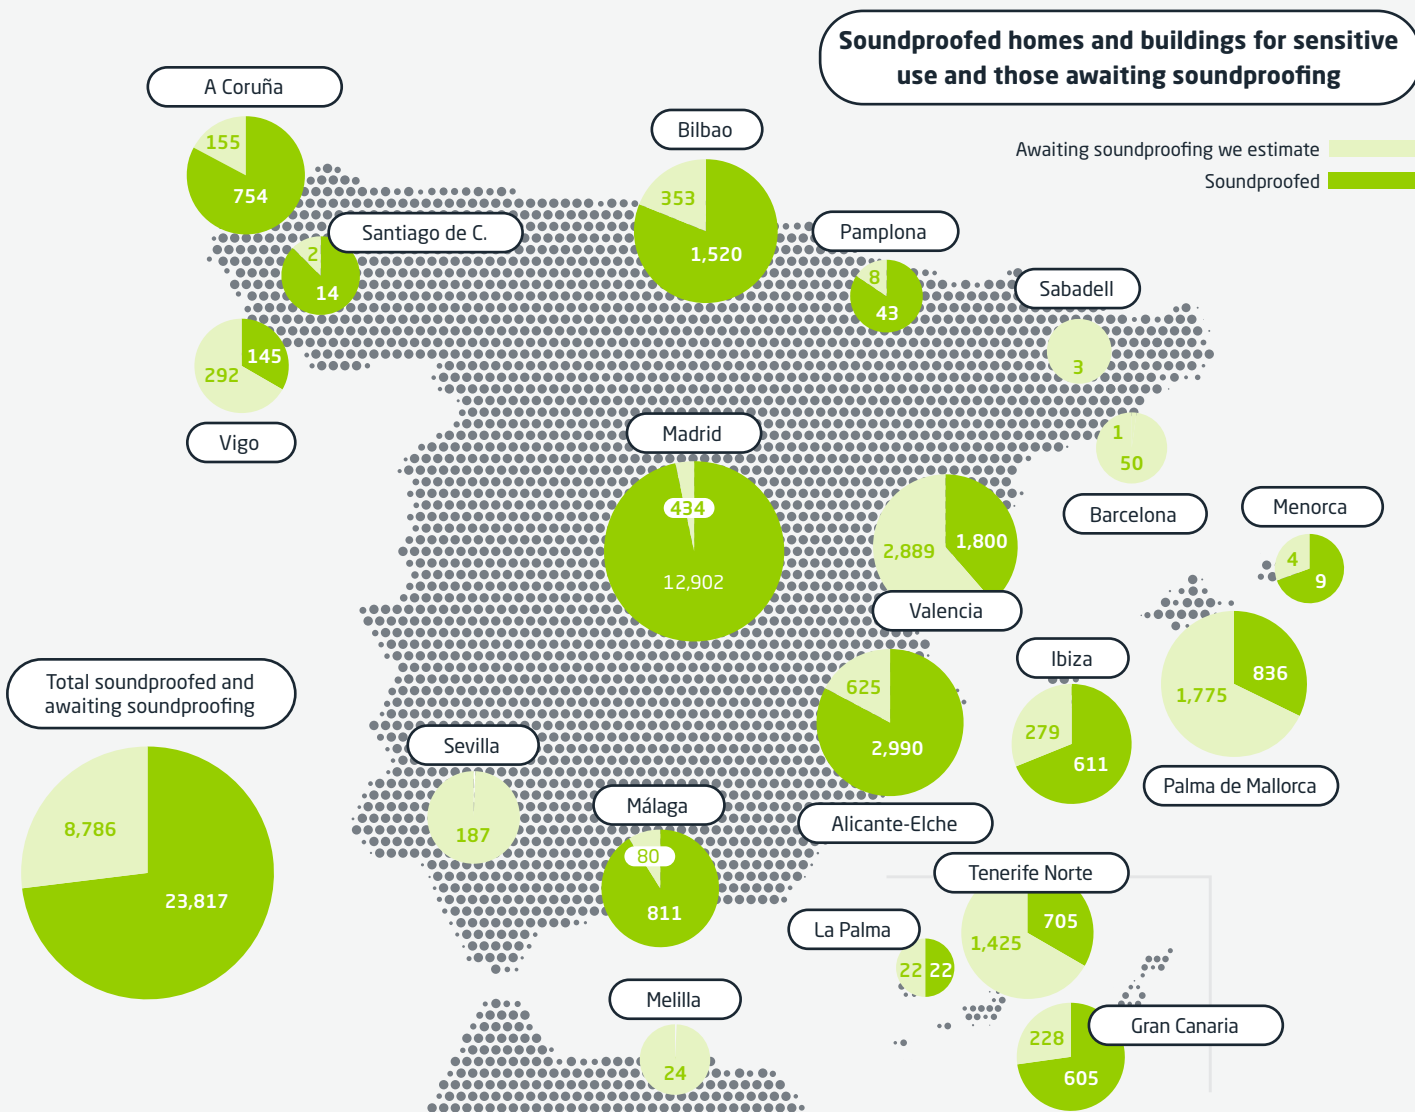 Soundproofed homes and buildings for sensitive
use and those awaiting soundproofing
Awaiting soundproofing we estimate
Soundproofed
A Coruña
155
754
Santiago de C.
2
14
145
292
Vigo
Bilbao
353
1,520
Pamplona
8
43
Sabadell
3
1
50
Barcelona
Madrid
434
12,902
2,889
1,800
Valencia
Menorca
4
9
836
1,775
Palma de Mallorca
Ibiza
279
611
625
2,990
Alicante-Elche
Total soundproofed and
awaiting soundproofing
8,786
23,817
Sevilla
187
Málaga
80
811
Melilla
24
La Palma
22 22
Tenerife Norte
705
1,425
Gran Canaria
228
605